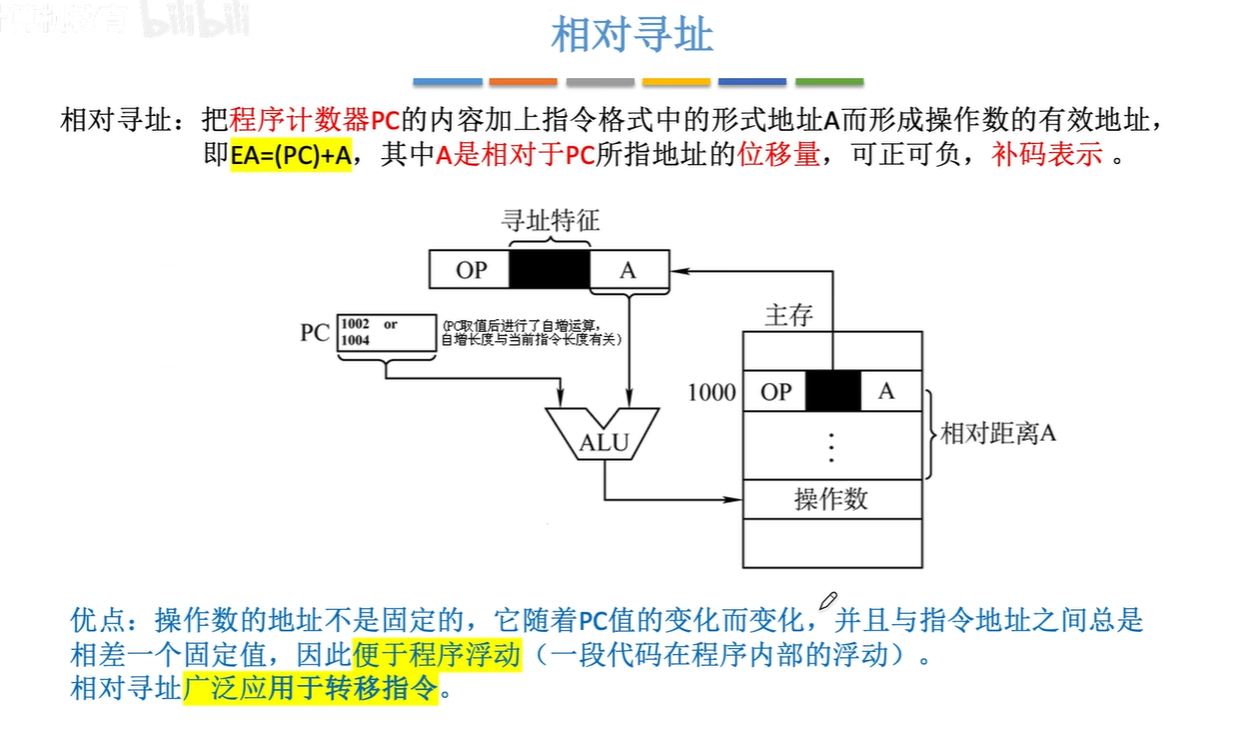 bilibili
相对寻址
相对寻址：把程序计数器PC的内容加上指令格式中的形式地址A而形成操作数的有效地址，
即EA=(PC)+A，其中A是相对于PC所指地址的位移量，可正可负，补码表示 。
寻址特征
OP A
主存
PC 1002 or
1004
(PC取值后进行了自增运算，
自增长度与当前指令长度有关)
1000 OP A
相对距离A
ALU
操作数
优点：操作数的地址不是固定的，它随着PC值的变化而变化，并且与指令地址之间总是
相差一个固定值，因此便于程序浮动（一段代码在程序内部的浮动）。
相对寻址广泛应用于转移指令。